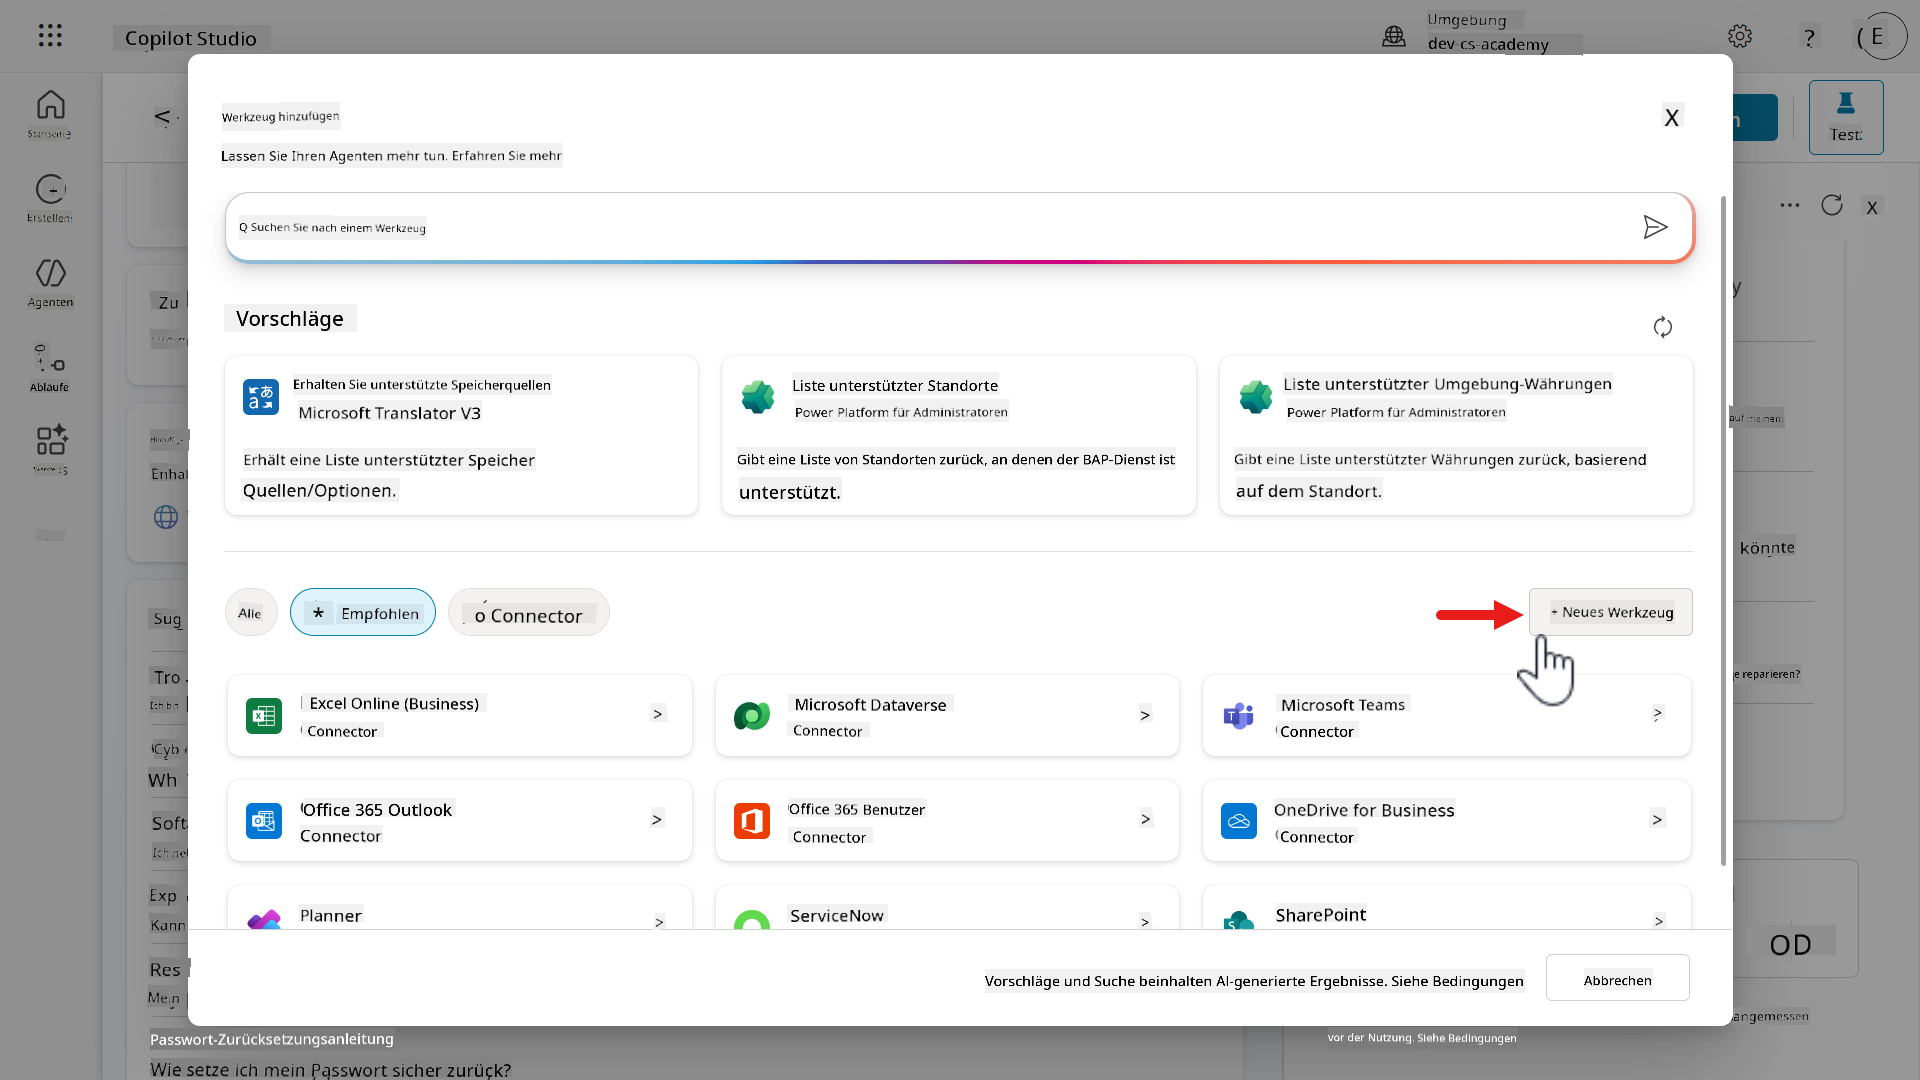 Copilot Studio
Umgebung
dev-cs-academy
?
E
Startseite
Erstellen
Agenten
Abläufe
Test
Werkzeug hinzufügen
X
Lassen Sie Ihren Agenten mehr tun. Erfahren Sie mehr
Q Suchen Sie nach einem Werkzeug
Vorschläge
Erhalten Sie unterstützte Speicherquellen
Microsoft Translator V3
Erhält eine Liste unterstützter Speicher
Quellen/Optionen.
Liste unterstützter Standorte
Power Platform für Administratoren
Gibt eine Liste von Standorten zurück, an denen der BAP-Dienst ist
unterstützt.
Liste unterstützter Umgebung-Währungen
Power Platform für Administratoren
Gibt eine Liste unterstützter Währungen zurück, basierend
auf dem Standort.
Alle
* Empfohlen
o Connector
+ Neues Werkzeug
Excel Online (Business)
Connector
>
Microsoft Dataverse
Connector
>
Microsoft Teams
Connector
>
Office 365 Outlook
Connector
>
Office 365 Benutzer
Connector
>
OneDrive for Business
Connector
>
Planner
>
ServiceNow
>
SharePoint
>
Vorschläge und Suche beinhalten AI-generierte Ergebnisse. Siehe Bedingungen
Abbrechen
Zu
Sug
Tro
Ich bin
Cyb
Wh
Soft
Exp
Kann
Res
Mein
Passwort-Zurücksetzungsanleitung
Wie setze ich mein Passwort sicher zurück?
X
auf meinem
könnte
e reparieren?
OD
angemessen
vor der Nutzung. Siehe Bedingungen